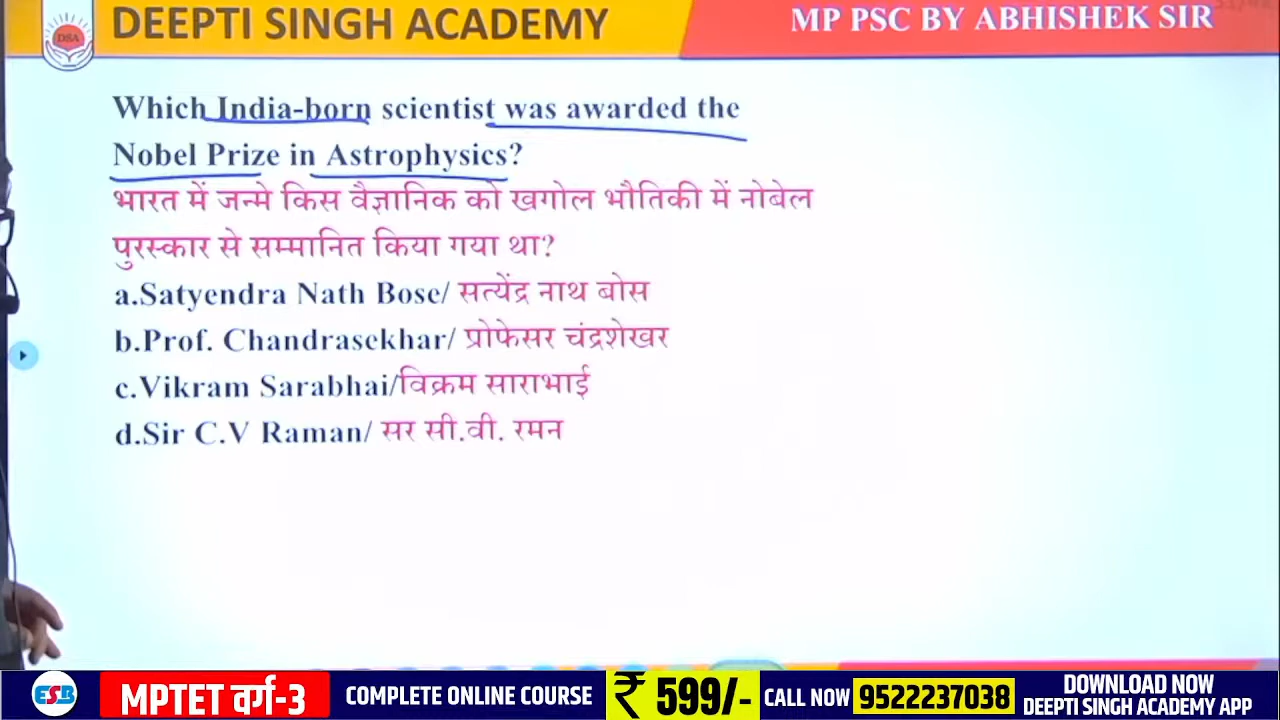 DSA
DEEPTI SINGH ACADEMY
MP PSC BY ABHISHEK SIR
Which India-born scientist was awarded the
Nobel Prize in Astrophysics?
भारत में जन्मे किस वैज्ञानिक को खगोल भौतिकी में नोबेल
पुरस्कार से सम्मानित किया गया था?
a.Satyendra Nath Bose/ सत्येंद्र नाथ बोस
b.Prof. Chandrasekhar/ प्रोफेसर चंद्रशेखर
c.Vikram Sarabhai/विक्रम साराभाई
d.Sir C.V Raman/ सर सी.वी. रमन
ESB
MPTET वर्ग-3
COMPLETE ONLINE COURSE
₹ 599/-
CALL NOW 9522237038
DOWNLOAD NOW
DEEPTI SINGH ACADEMY APP